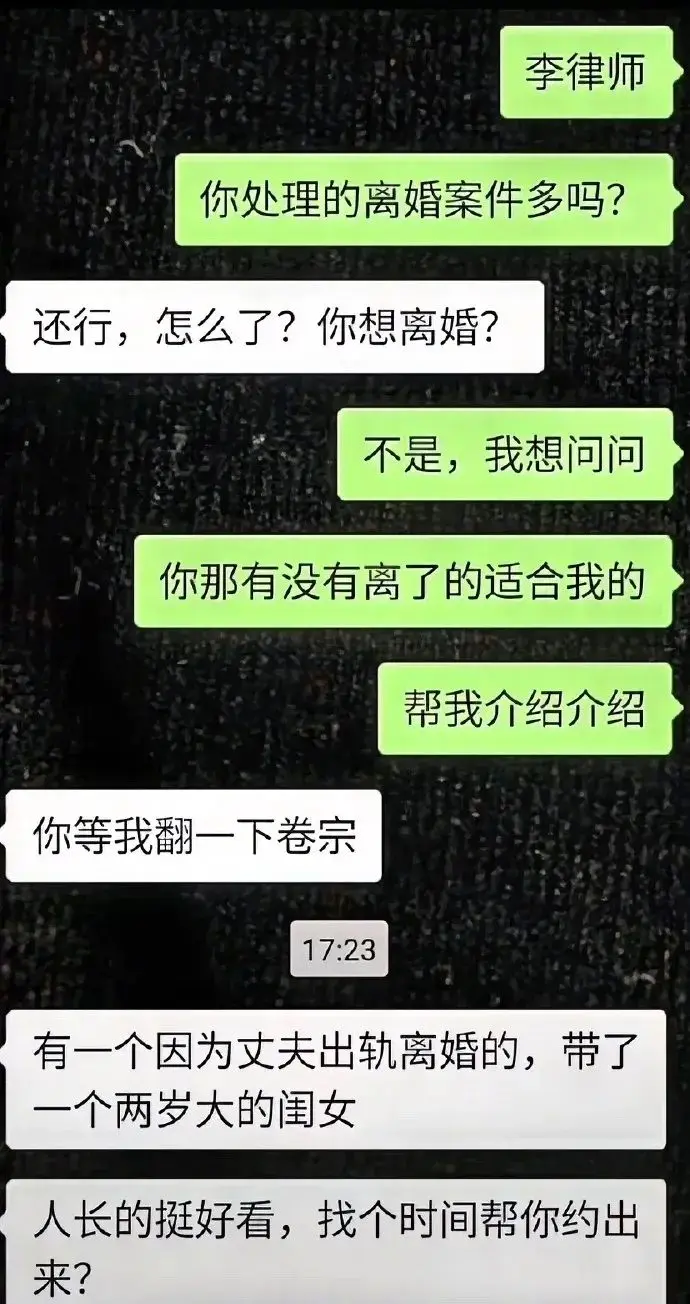 李律师
你处理的离婚案件多吗？
还行，怎么了？你想离婚？
不是，我想问问
你那有没有离了的适合我的
帮我介绍介绍
你等我翻一下卷宗
17:23
有一个因为丈夫出轨离婚的，带了
一个两岁大的闺女
人长的挺好看，找个时间帮你约出
来？